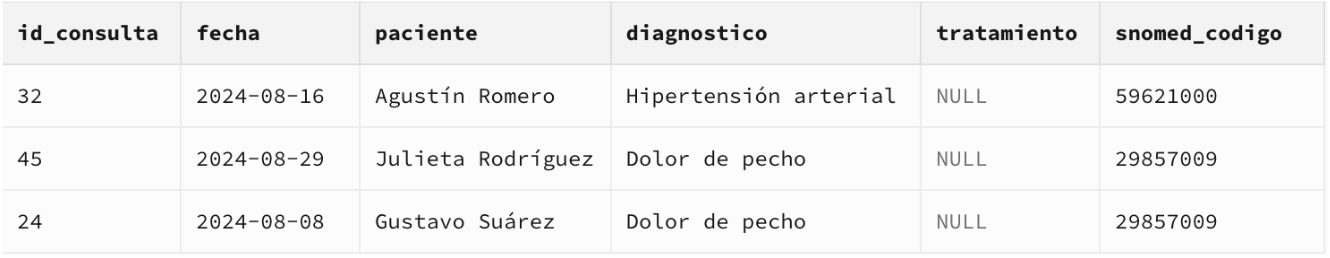 id_consulta fecha paciente diagnostico tratamiento snomed_codigo
32 2024-08-16 Agustín Romero Hipertensión arterial NULL 59621000
45 2024-08-29 Julieta Rodríguez Dolor de pecho NULL 29857009
24 2024-08-08 Gustavo Suárez Dolor de pecho NULL 29857009